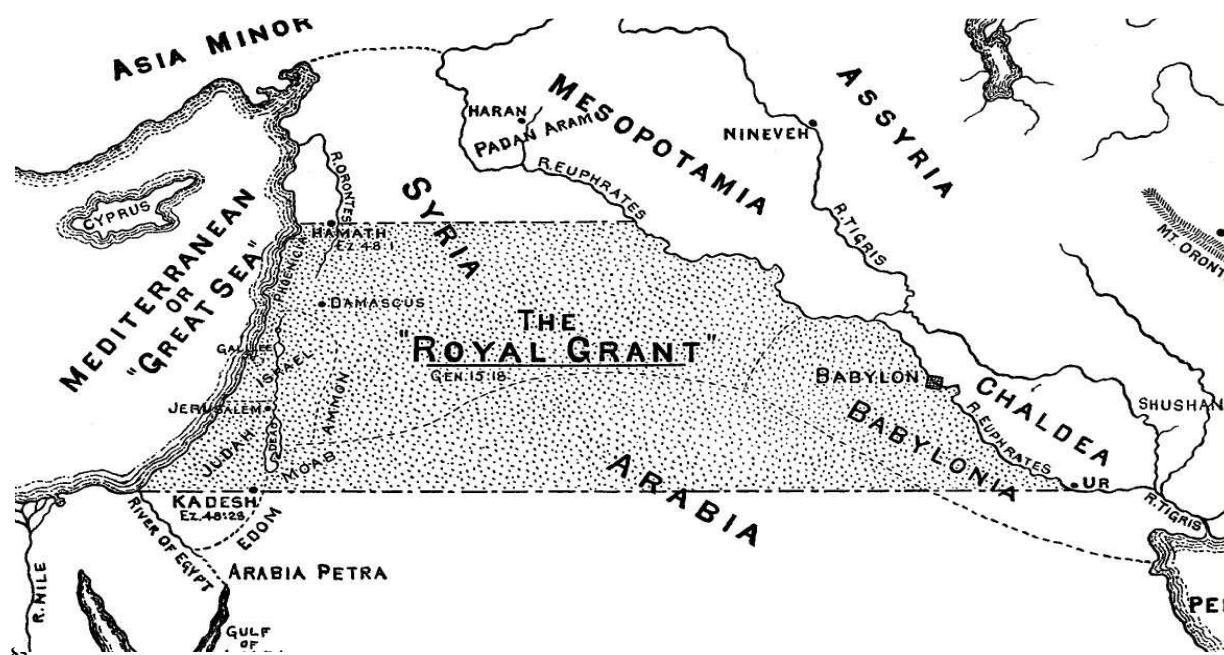 ASIA MINOR
MESOPOTAMIA
ASSYRIA
HARAN
PADAN ARAM
NINEVEH
R. EUPHRATES
R. ORONTES
SYRIA
CYPRUS
R. TIGRIS
HAMATH
EZ. 48:1
PHOENICIA
MEDITERRANEAN
OR
"GREAT SEA"
DAMASCUS
THE
"ROYAL GRANT"
GEN. 15:18
GALILEE
ISRAEL
AMMON
JERUSALEM
JUDAH
DEAD
MOAB
BABYLON
CHALDEA
SHUSHAN
BABYLONIA
R. EUPHRATES
ARABIA
UR
R. TIGRIS
KADESH
EZ. 48:28
EDOM
RIVER OF EGYPT
ARABIA PETRA
R. NILE
GULF
OF
MT. ORONT
PE